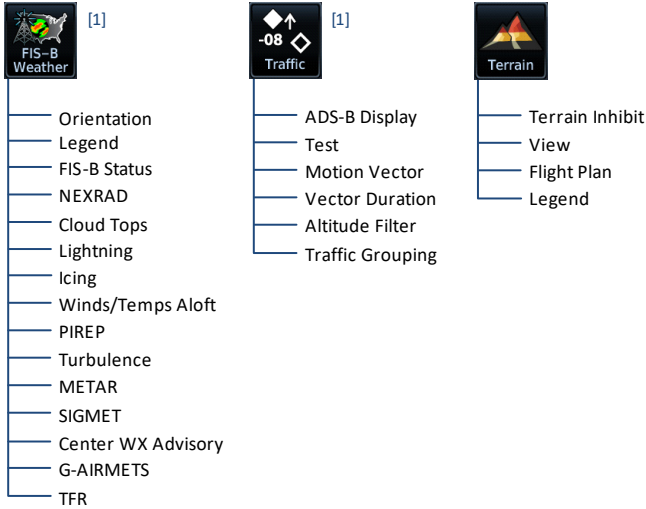 FIS-B
Weather
[1]
Orientation
Legend
FIS-B Status
NEXRAD
Cloud Tops
Lightning
Icing
Winds/Temps Aloft
PIREP
Turbulence
METAR
SIGMET
Center WX Advisory
G-AIRMETS
TFR
-08
Traffic
[1]
ADS-B Display
Test
Motion Vector
Vector Duration
Altitude Filter
Traffic Grouping
Terrain
Terrain Inhibit
View
Flight Plan
Legend